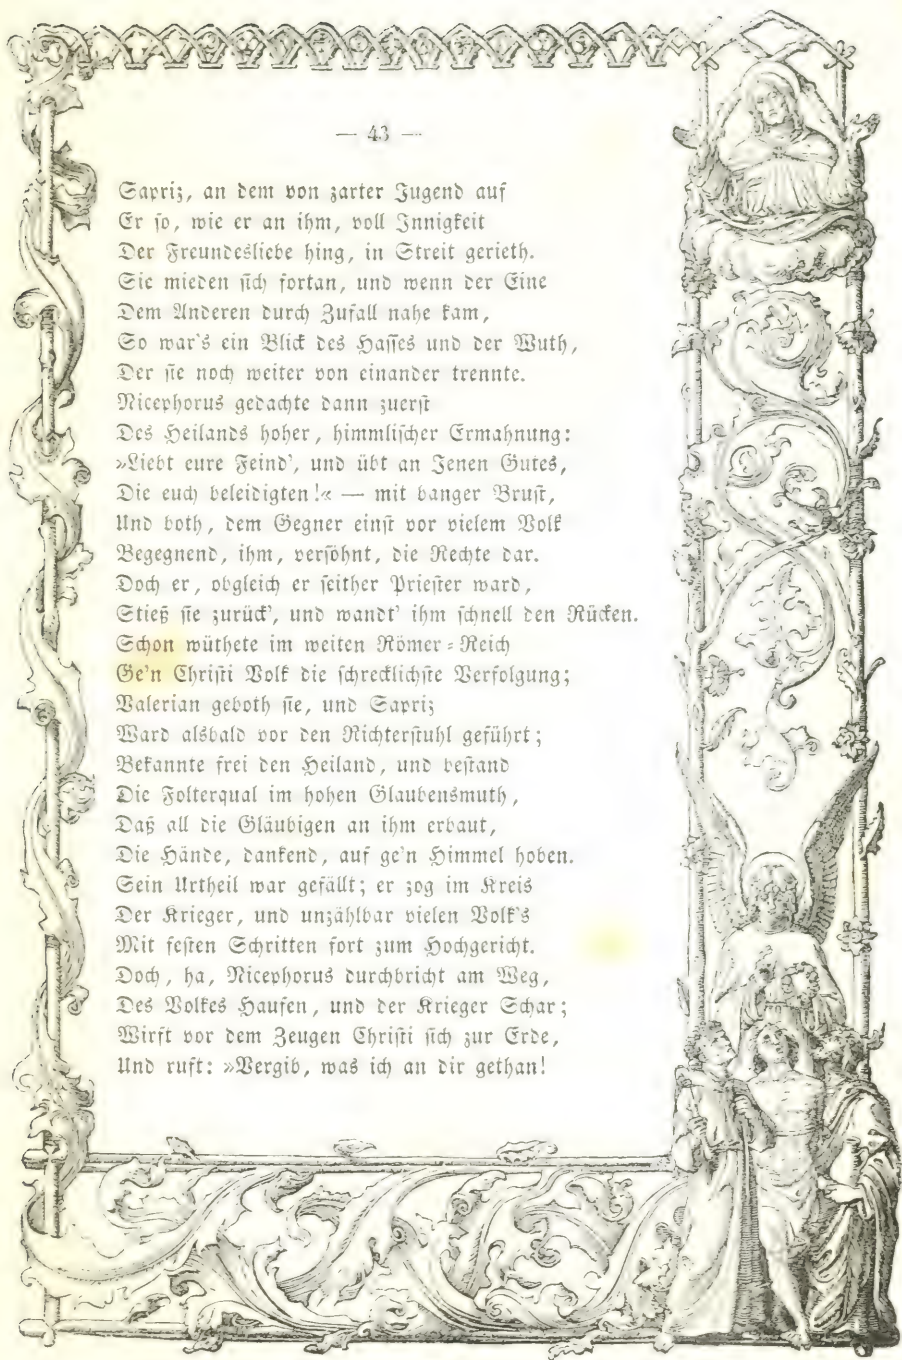 — 43 —
Sapriz, an dem von zarter Jugend auf
Er so, wie er an ihm, voll Innigkeit
Der Freundesliebe hing, in Streit gerieth.
Sie mieden sich fortan, und wenn der Eine
Dem Anderen durch Zufall nahe kam,
So war's ein Blick des Hasses und der Wuth,
Der sie noch weiter von einander trennte.
Nicephorus gedachte dann zuerst
Des Heilands hoher, himmlischer Ermahnung:
»Liebt eure Feind', und übt an Jenen Gutes,
Die euch beleidigten!« — mit banger Brust,
Und both, dem Gegner einst vor vielem Volk
Begegnend, ihm, versöhnt, die Rechte dar.
Doch er, obgleich er seither Priester ward,
Stieß sie zurück', und wandt' ihm schnell den Rücken.
Schon wüthete im weiten Römer-Reich
Ge'n Christi Volk die schrecklichste Verfolgung;
Valerian geboth sie, und Sapriz
Ward alsbald vor den Richterstuhl geführt;
Bekannte frei den Heiland, und bestand
Die Folterqual im hohen Glaubensmuth,
Daß all die Gläubigen an ihm erbaut,
Die Hände, dankend, auf ge'n Himmel hoben.
Sein Urtheil war gefällt; er zog im Kreis
Der Krieger, und unzählbar vielen Volk's
Mit festen Schritten fort zum Hochgericht.
Doch, ha, Nicephorus durchbricht am Weg,
Des Volkes Haufen, und der Krieger Schar;
Wirft vor dem Zeugen Christi sich zur Erde,
Und ruft: »Vergib, was ich an dir gethan!